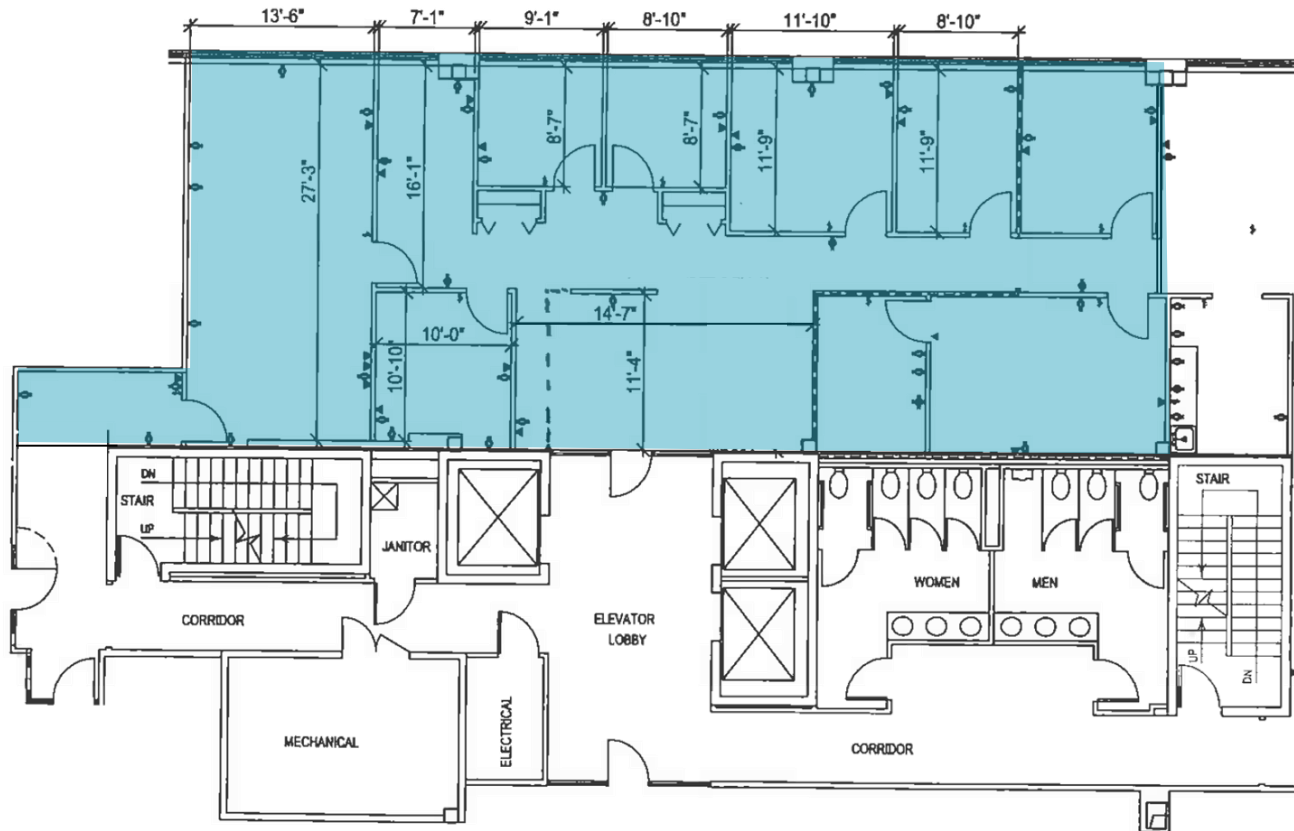 13'-6" 7'-1" 9'-1" 8'-10" 11'-10" 8'-10"
27'-3"
16'-1"
8'-7"
8'-7"
11'-9"
11'-9"
14'-7"
10'-0"
10'-10"
11'-4"
DN
STAIR
UP
JANITOR
CORRIDOR
ELEVATOR
LOBBY
WOMEN
MEN
STAIR
UP
DN
MECHANICAL
ELECTRICAL
CORRIDOR